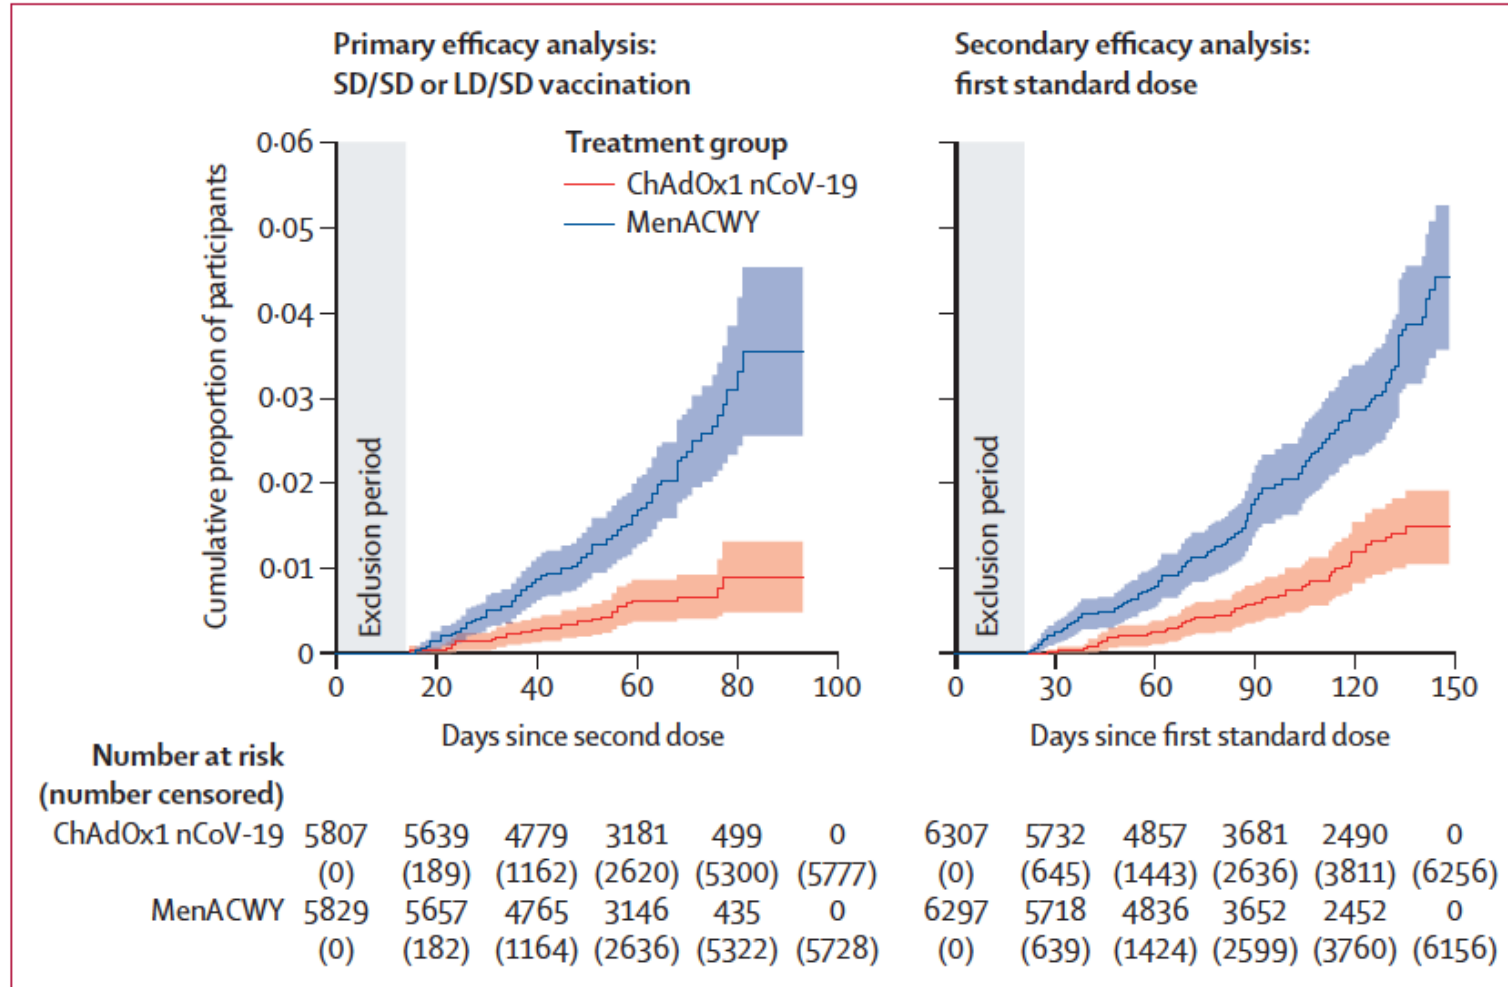 Primary efficacy analysis:
SD/SD or LD/SD vaccination
Secondary efficacy analysis:
first standard dose
Treatment group
ChAdOx1 nCoV-19
MenACWY
Cumulative proportion of participants
0·06
0·05
0·04
0·03
0·02
0·01
0
Exclusion period
Exclusion period
0 20 40 60 80 100
0 30 60 90 120 150
Days since second dose
Days since first standard dose
Number at risk
(number censored)
ChAdOx1 nCoV-19 5807 5639 4779 3181 499 0 6307 5732 4857 3681 2490 0
(0) (189) (1162) (2620) (5300) (5777) (0) (645) (1443) (2636) (3811) (6256)
MenACWY 5829 5657 4765 3146 435 0 6297 5718 4836 3652 2452 0
(0) (182) (1164) (2636) (5322) (5728) (0) (639) (1424) (2599) (3760) (6156)